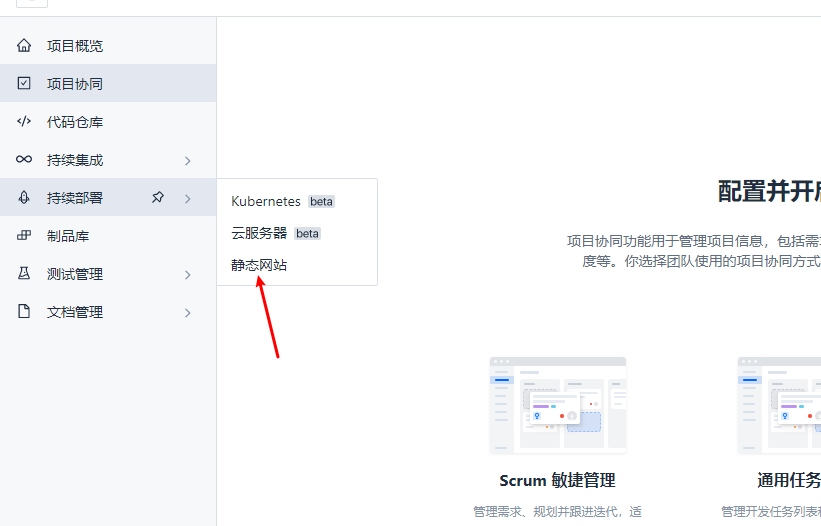 项目概览
项目协同
代码仓库
持续集成
持续部署
制品库
测试管理
文档管理
Kubernetes beta
云服务器 beta
静态网站
配置并开
项目协同功能用于管理项目信息，包括需
度等。你选择团队使用的项目协同方式
Scrum 敏捷管理
管理需求、规划并跟进迭代，适
通用任务
管理开发任务列表